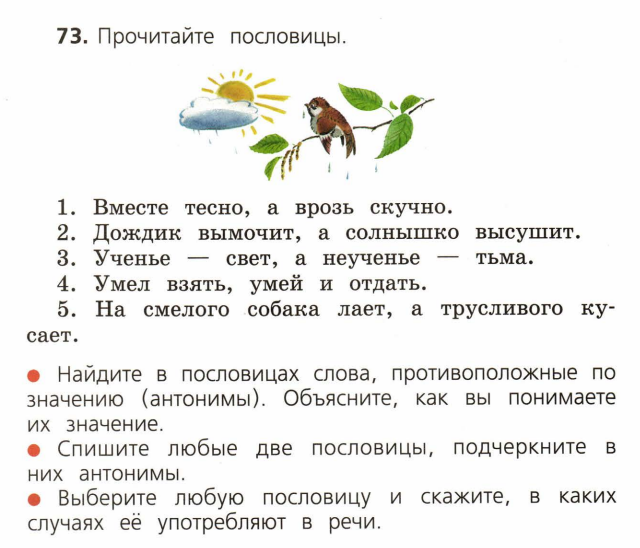 73. Прочитайте пословицы.
1. Вместе тесно, а врозь скучно.
2. Дождик вымочит, а солнышко высушит.
3. Ученье — свет, а неученье — тьма.
4. Умел взять, умей и отдать.
5. На смелого собака лает, а трусливого ку-
сает.
● Найдите в пословицах слова, противоположные по
значению (антонимы). Объясните, как вы понимаете
их значение.
● Спишите любые две пословицы, подчеркните в
них антонимы.
● Выберите любую пословицу и скажите, в каких
случаях её употребляют в речи.